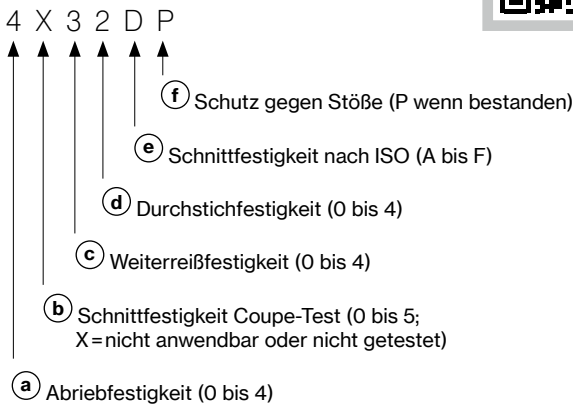 4 X 3 2 D P
f Schutz gegen Stöße (P wenn bestanden)
e Schnittfestigkeit nach ISO (A bis F)
d Durchstichfestigkeit (0 bis 4)
c Weiterreißfestigkeit (0 bis 4)
b Schnittfestigkeit Coupe-Test (0 bis 5;
X=nicht anwendbar oder nicht getestet)
a Abriebfestigkeit (0 bis 4)